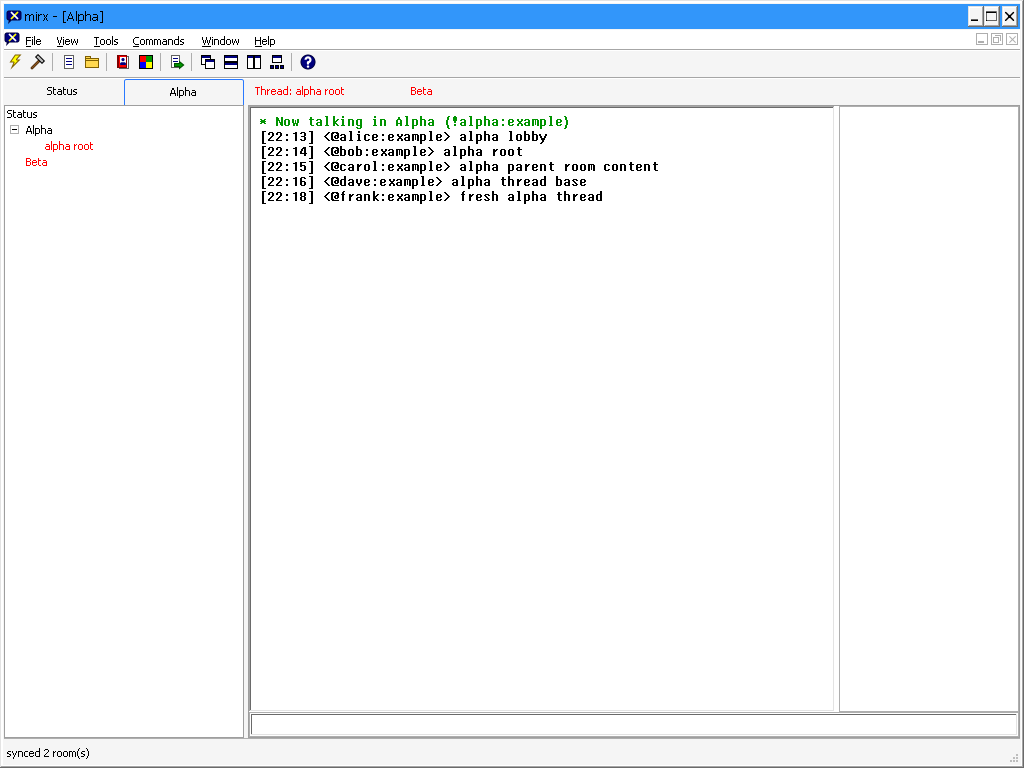 mirx - [Alpha]
File View Tools Commands Window Help
Status Alpha Thread: alpha root Beta
Status
Alpha
alpha root
Beta
* Now talking in Alpha (!alpha:example)
[22:13] <@alice:example> alpha lobby
[22:14] <@bob:example> alpha root
[22:15] <@carol:example> alpha parent room content
[22:16] <@dave:example> alpha thread base
[22:18] <@frank:example> fresh alpha thread
synced 2 room(s)